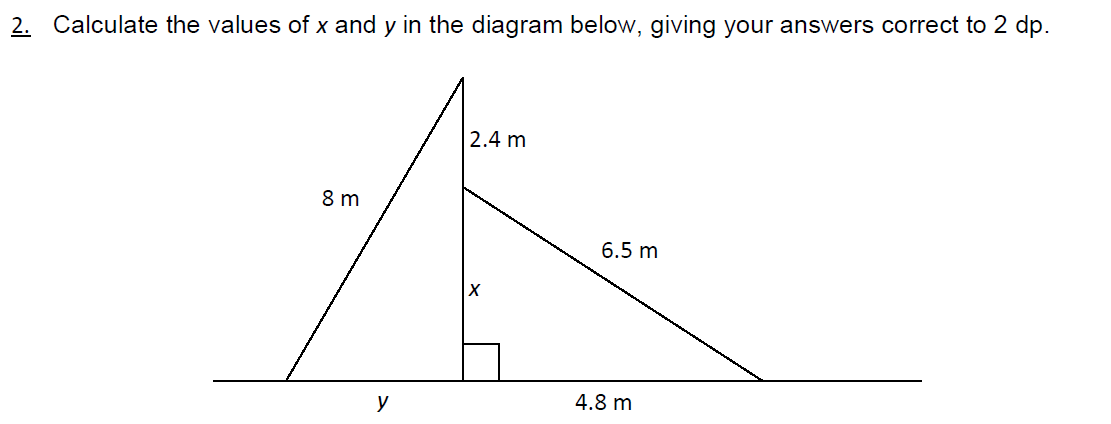 2. Calculate the values of x and y in the diagram below, giving your answers correct to 2 dp.
2.4 m
8 m
6.5 m
x
y
4.8 m